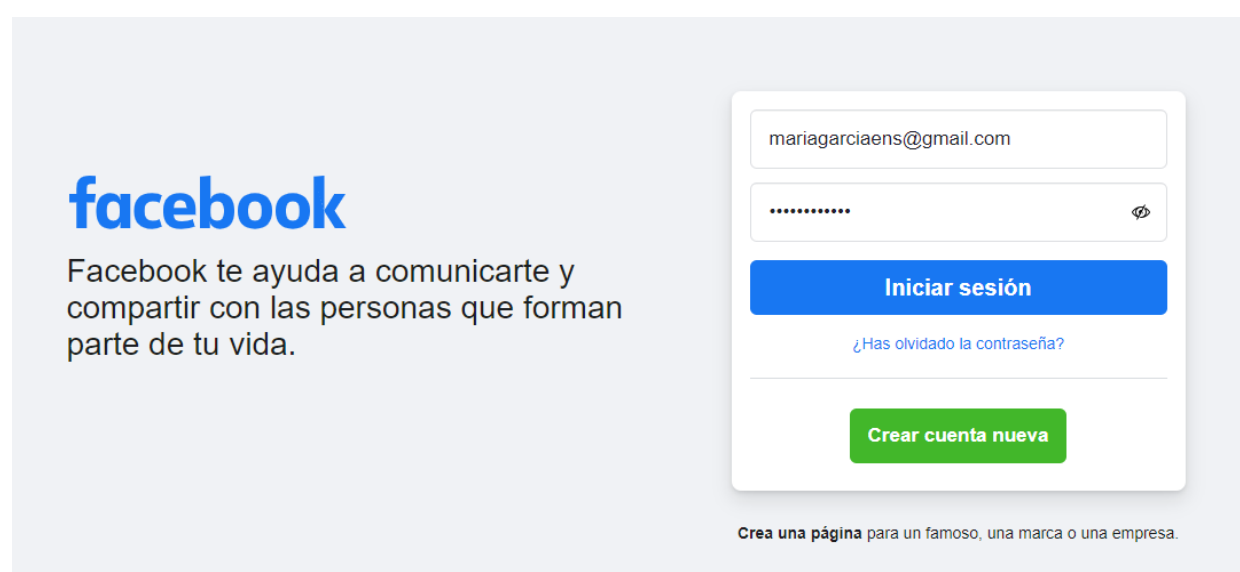 facebook
Facebook te ayuda a comunicarte y
compartir con las personas que forman
parte de tu vida.
mariagarciaens@gmail.com
••••••••••••
Iniciar sesión
¿Has olvidado la contraseña?
Crear cuenta nueva
Crea una página para un famoso, una marca o una empresa.